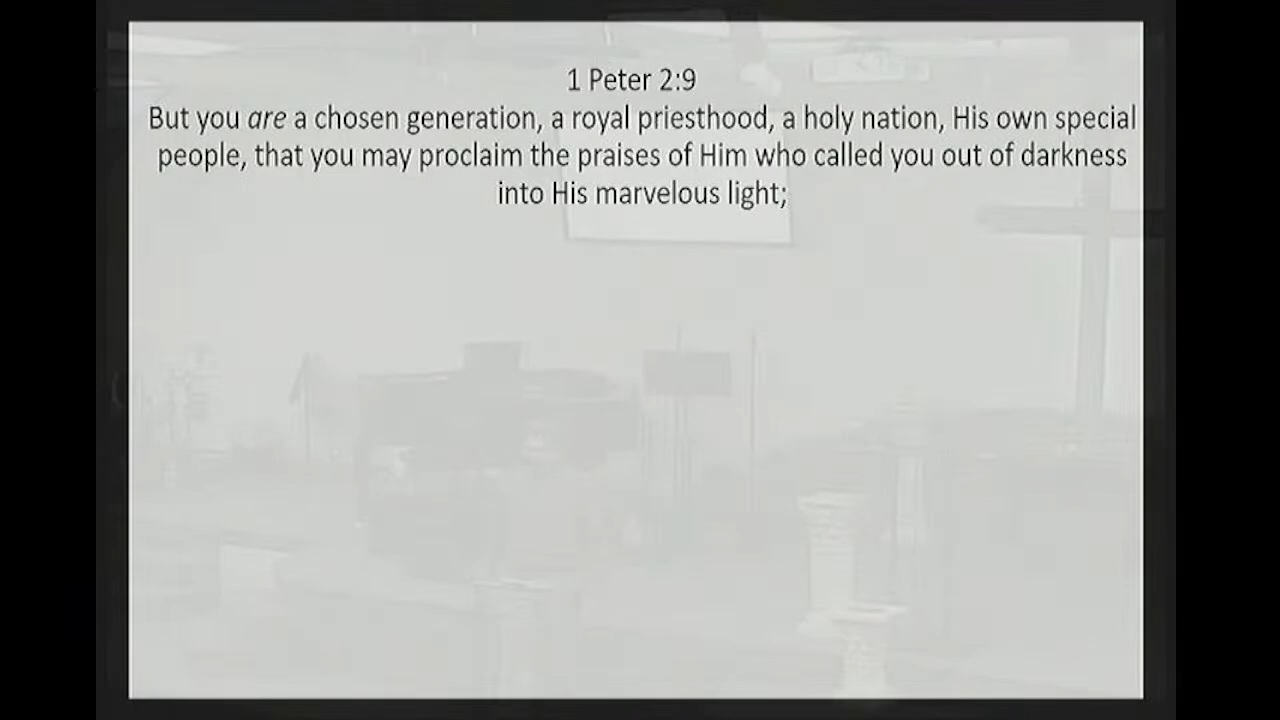 1 Peter 2:9
But you are a chosen generation, a royal priesthood, a holy nation, His own special
people, that you may proclaim the praises of Him who called you out of darkness
into His marvelous light;